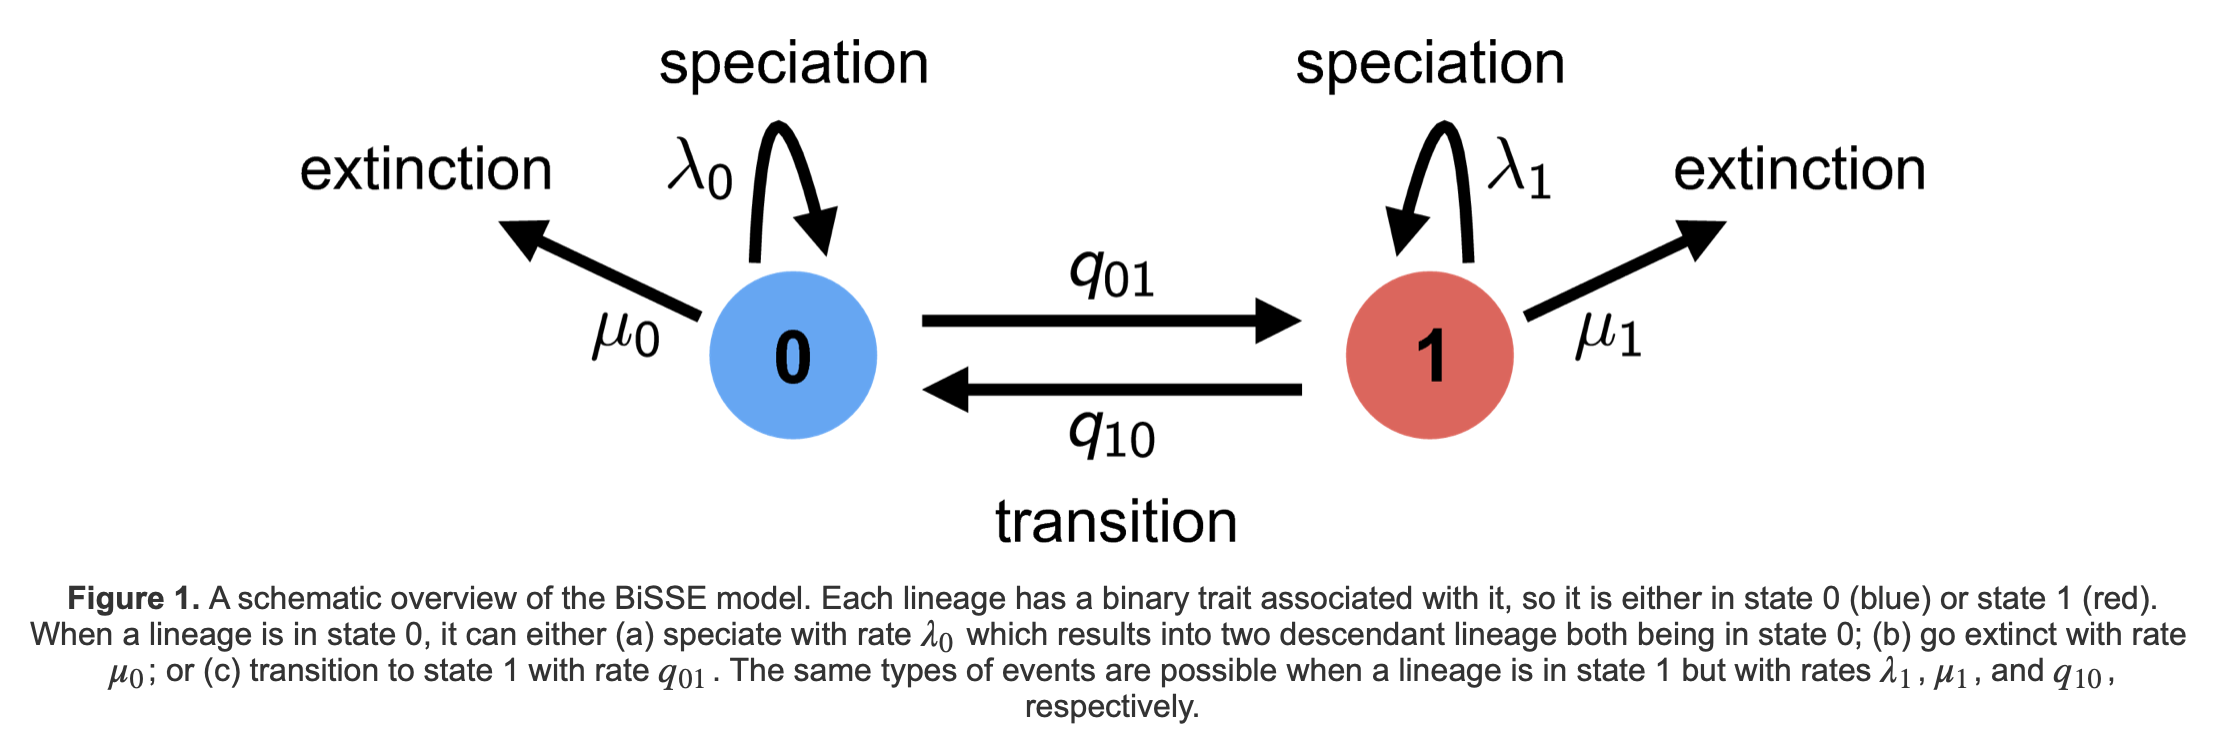 speciation speciation
extinction λ0 λ1 extinction
q01
μ0 0 1 μ1
q10
transition
Figure 1. A schematic overview of the BiSSE model. Each lineage has a binary trait associated with it, so it is either in state 0 (blue) or state 1 (red).
When a lineage is in state 0, it can either (a) speciate with rate λ0 which results into two descendant lineage both being in state 0; (b) go extinct with rate
μ0; or (c) transition to state 1 with rate q01. The same types of events are possible when a lineage is in state 1 but with rates λ1, μ1, and q10,
respectively.